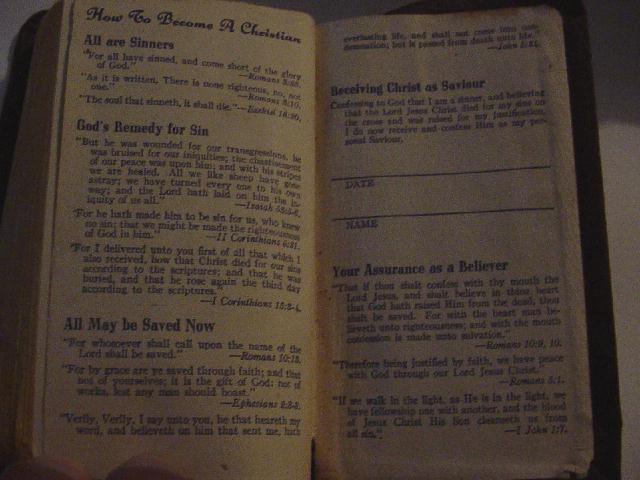 How To Become A Christian
All are Sinners
"For all have sinned, and come short of the glory
of God."—Romans 3:23.
"As it is written, There is none righteous, no, not
one."—Romans 3:10.
"The soul that sinneth, it shall die."—Ezekiel 18:20.
God's Remedy for Sin
"But he was wounded for our transgressions, he
was bruised for our iniquities; the chastisement
of our peace was upon him; and with his stripes
we are healed. All we like sheep have gone
astray; we have turned every one to his own
way; and the Lord hath laid on him the in-
iquity of us all."—Isaiah 53:5-6.
"For he hath made him to be sin for us, who knew
no sin; that we might be made the righteousness
of God in him."—II Corinthians 5:21.
"For I delivered unto you first of all that which I
also received, how that Christ died for our sins
according to the scriptures; and that he was
buried, and that he rose again the third day
according to the scriptures."
—I Corinthians 15:3-4.
All May be Saved Now
"For whosoever shall call upon the name of the
Lord shall be saved."—Romans 10:13.
"For by grace are ye saved through faith; and that
not of yourselves; it is the gift of God: not of
works, lest any man should boast."
—Ephesians 2:8-9.
"Verily, Verily, I say unto you, he that heareth my
word, and believeth on him that sent me, hath
everlasting life, and shall not come into con-
demnation; but is passed from death unto life."
—John 5:24.
Receiving Christ as Saviour
Confessing to God that I am a sinner, and believing
that the Lord Jesus Christ died for my sins on
the cross and was raised for my justification,
I do now receive and confess Him as my per-
sonal Saviour.
DATE
NAME
Your Assurance as a Believer
"That if thou shalt confess with thy mouth the
Lord Jesus, and shalt believe in thine heart
that God hath raised Him from the dead, thou
shalt be saved. For with the heart man be-
lieveth unto righteousness; and with the mouth
confession is made unto salvation."
—Romans 10:9, 10.
"Therefore being justified by faith, we have peace
with God through our Lord Jesus Christ."
—Romans 5:1.
"If we walk in the light, as He is in the light, we
have fellowship one with another, and the blood
of Jesus Christ His Son cleanseth us from
all sin."—I John 1:7.